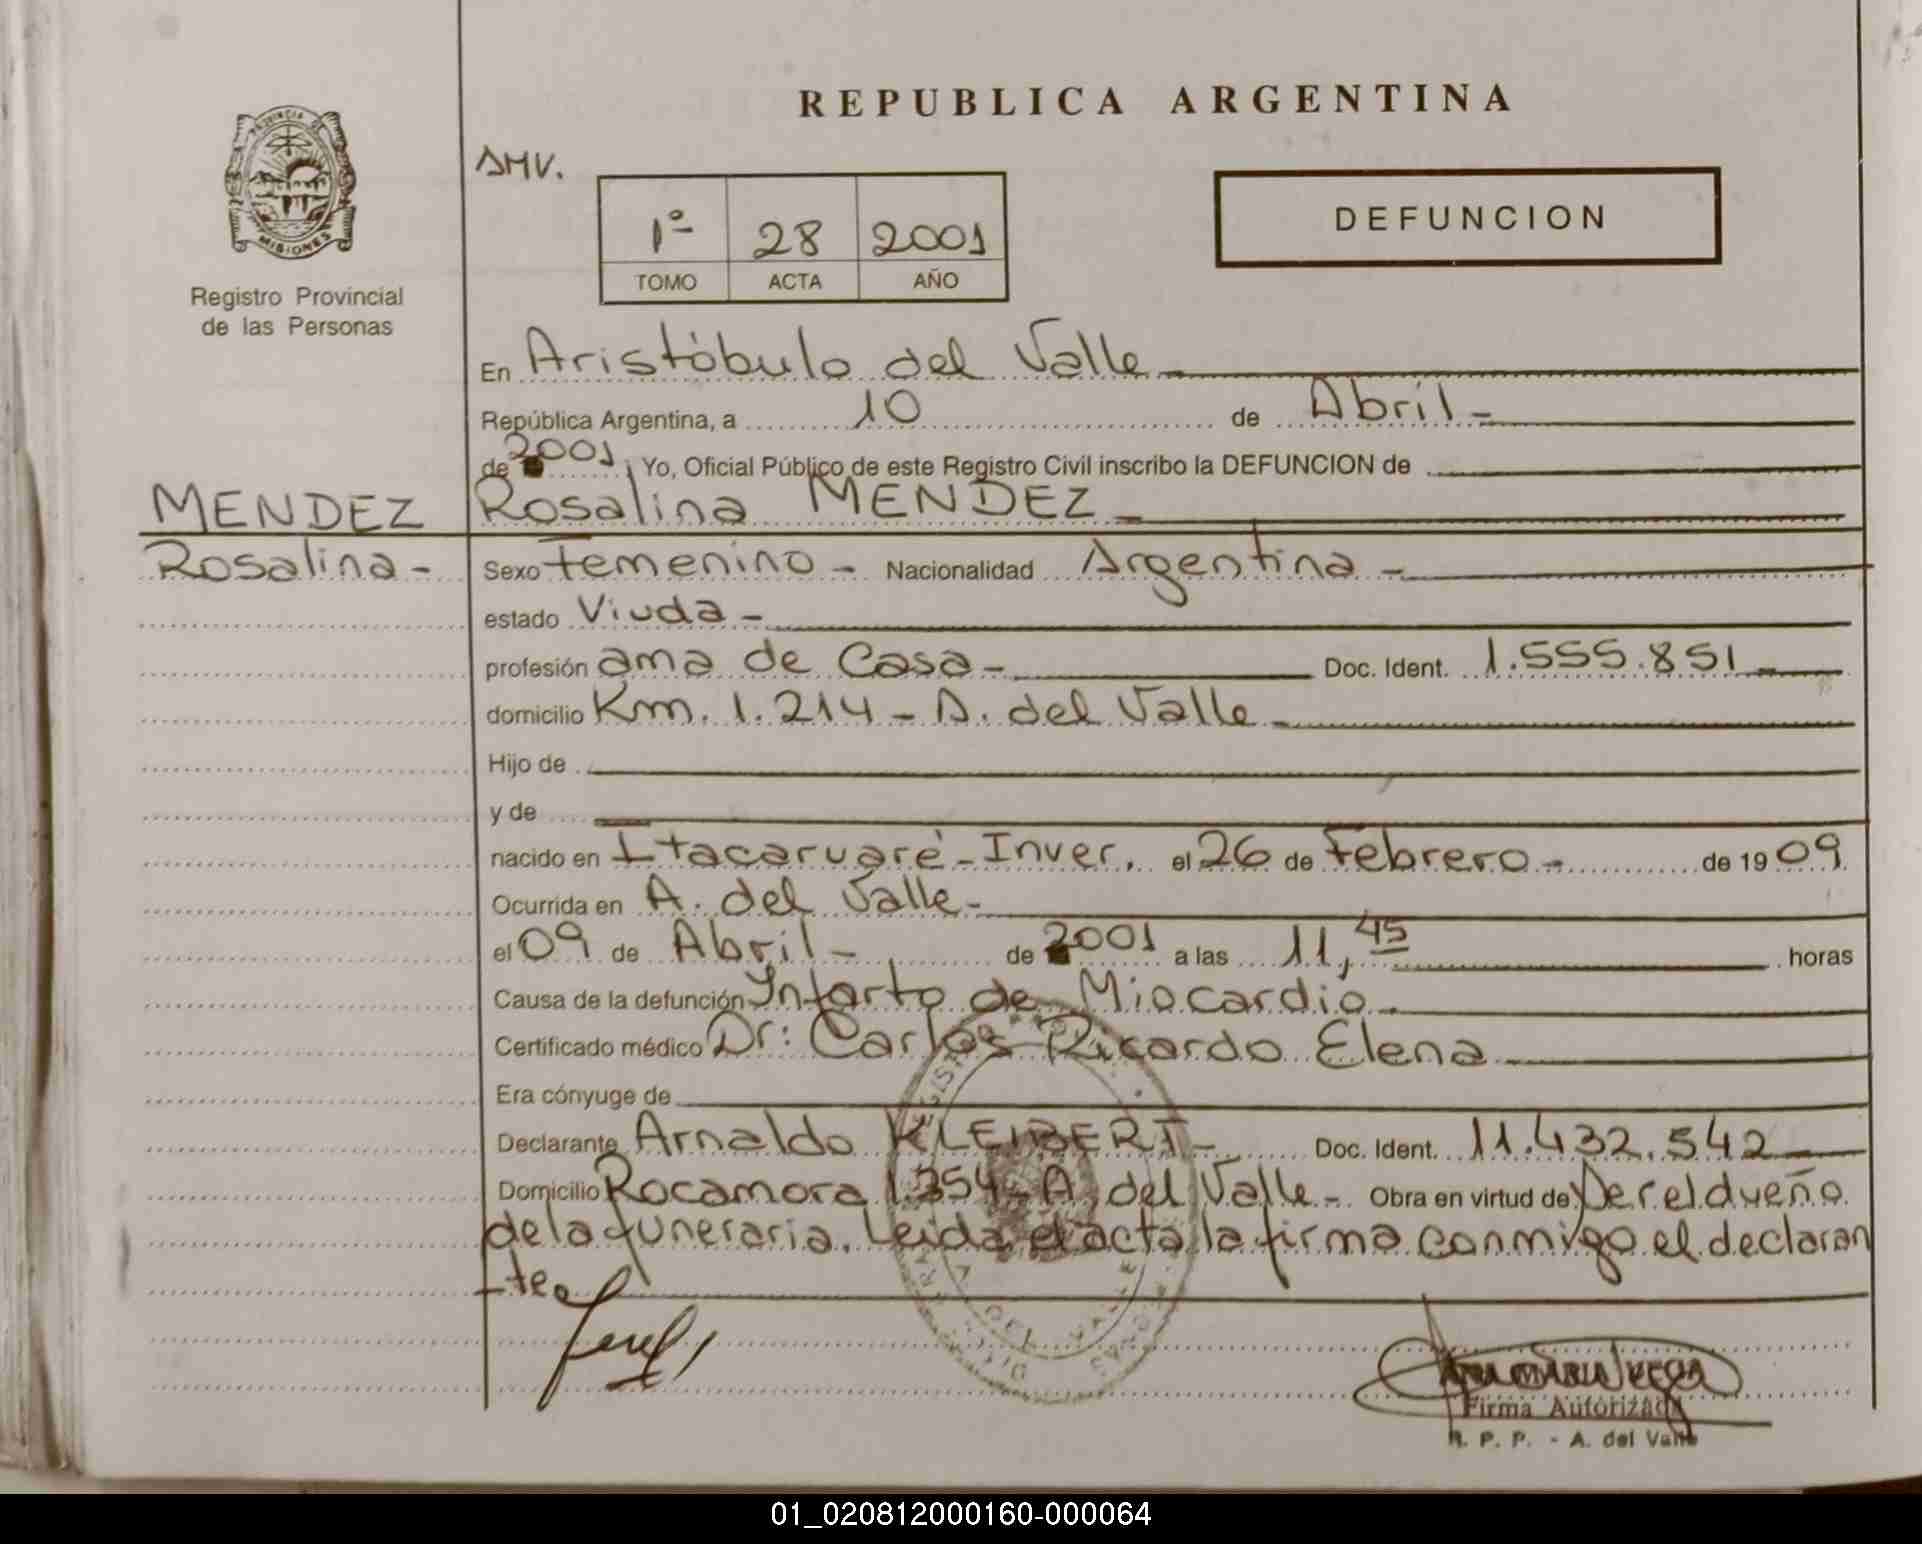 REPUBLICA ARGENTINA
PROVINCIA DE
MISIONES
Registro Provincial
de las Personas
AMV.
1º 28 2001
TOMO ACTA AÑO
DEFUNCION
En Aristóbulo del Valle
República Argentina, a 10 de Abril -
de 2001, Yo, Oficial Público de este Registro Civil inscribo la DEFUNCION de
MENDEZ Rosalina MENDEZ
Rosalina - Sexo Femenino - Nacionalidad Argentina -
estado Viuda -
profesión ama de Casa - Doc. Ident. 1.555.851
domicilio Km. 1.214 - A. del Valle
Hijo de
y de
nacido en Itacaruaré - Inver. el 26 de Febrero - de 1909
Ocurrida en A. del Valle -
el 09 de Abril - de 2001 a las 11,45 horas
Causa de la defunción Infarto de Miocardio
Certificado médico Dr: Carlos Ricardo Elena
Era cónyuge de
Declarante Arnaldo KLEIBERT - Doc. Ident. 11.432.542
Domicilio Rocamora 1.354 - A. del Valle - Obra en virtud de Ser el dueño
de la funeraria. Leida el acta la firma conmigo el declaran
-te
ANA MARIA VEGA
Firma Autorizada
R. P. P. - A. del Valle
01_020812000160-000064